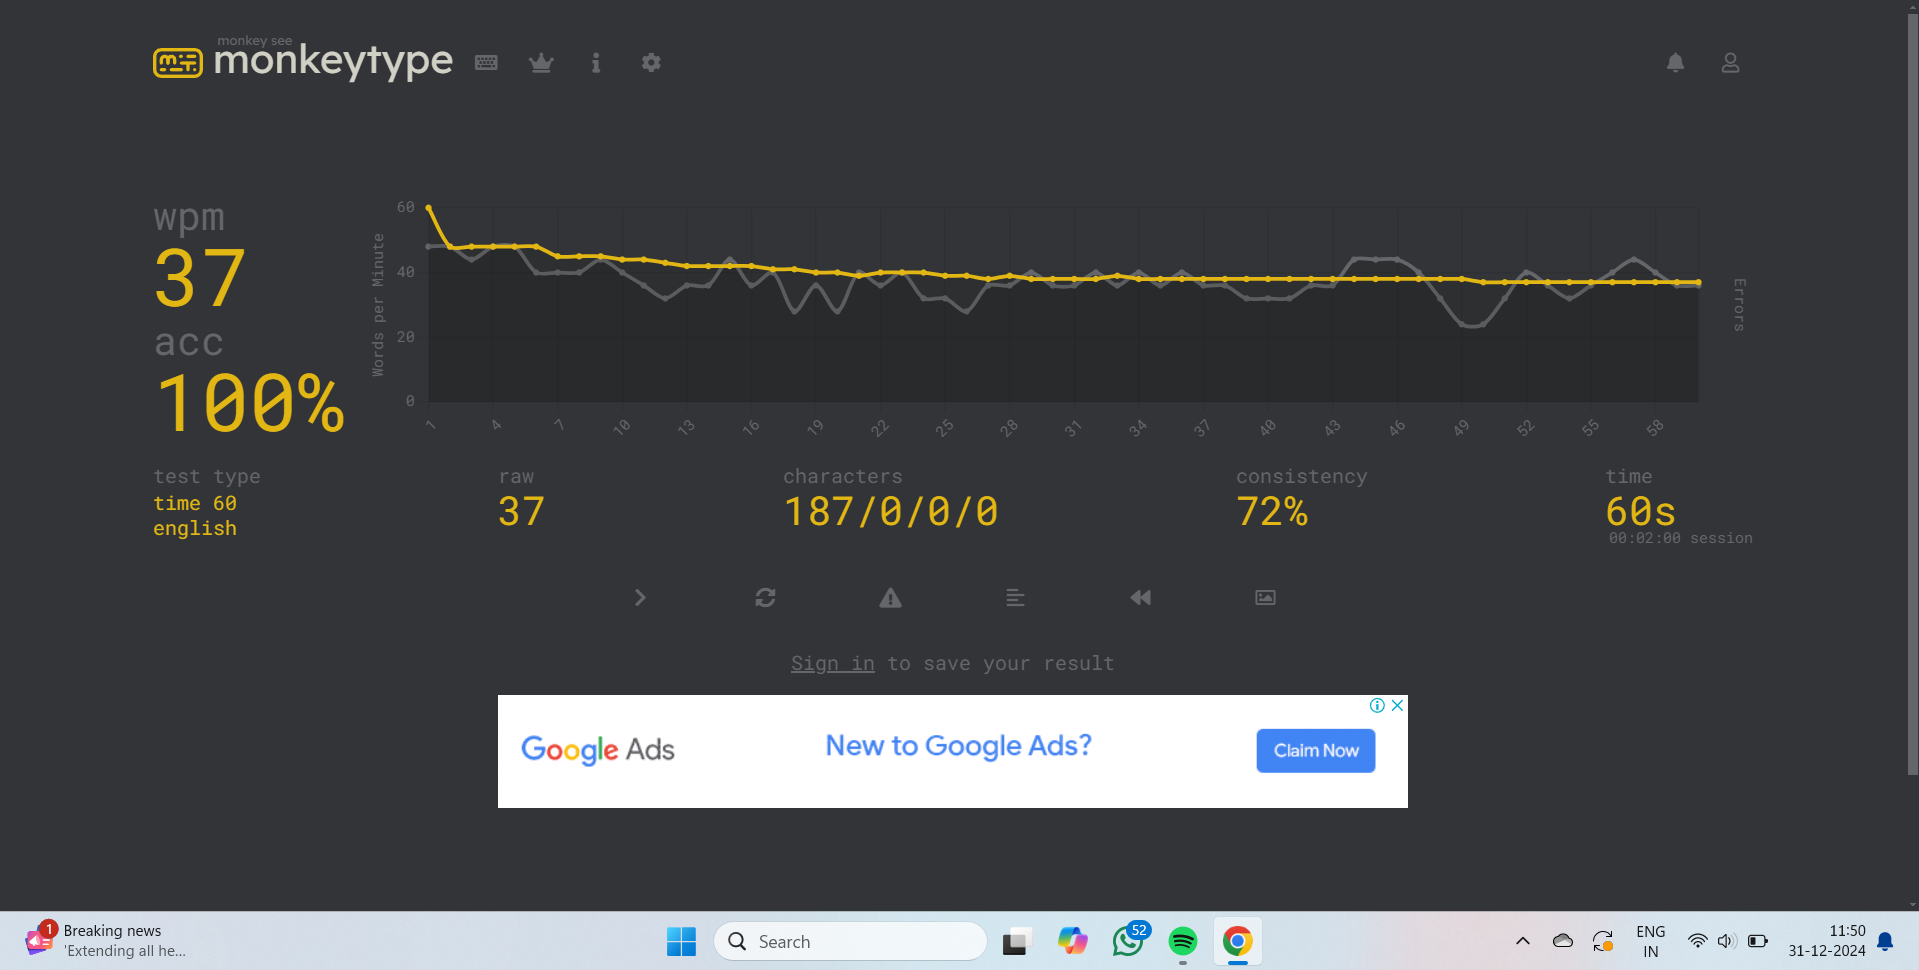 monkey see
monkeytype
wpm
37
acc
100%
Words per Minute
60
40
20
0
1 4 7 10 13 16 19 22 25 28 31 34 37 40 43 46 49 52 55 58
Errors
test type
time 60
english
raw
37
characters
187/0/0/0
consistency
72%
time
60s
00:02:00 session
Sign in to save your result
Google Ads
New to Google Ads?
Claim Now
1
Breaking news
'Extending all he...
Search
52
ENG
IN
11:50
31-12-2024